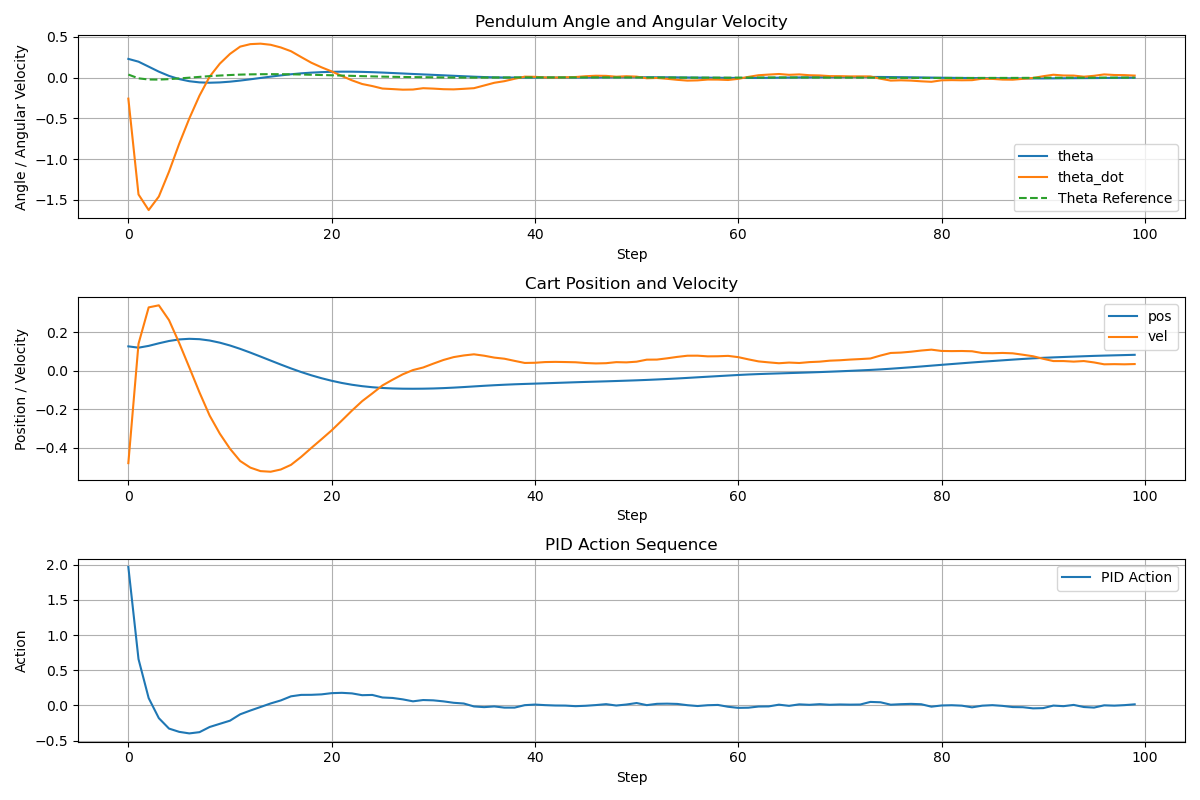 Pendulum Angle and Angular Velocity
Angle / Angular Velocity
0.5
0.0
−0.5
−1.0
−1.5
theta
theta_dot
Theta Reference
0 20 40 60 80 100
Step
Cart Position and Velocity
Position / Velocity
0.2
0.0
−0.2
−0.4
pos
vel
0 20 40 60 80 100
Step
PID Action Sequence
Action
2.0
1.5
1.0
0.5
0.0
−0.5
PID Action
0 20 40 60 80 100
Step